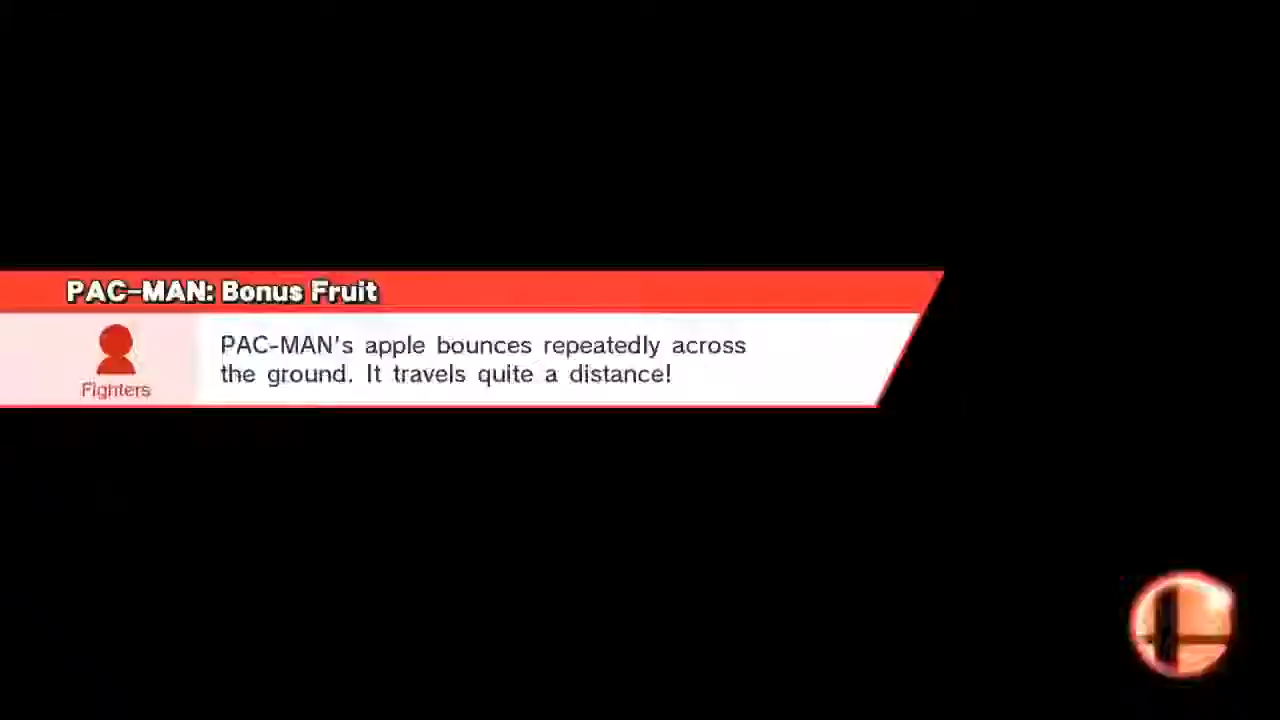 PAC-MAN: Bonus Fruit
Fighters
PAC-MAN's apple bounces repeatedly across
the ground. It travels quite a distance!